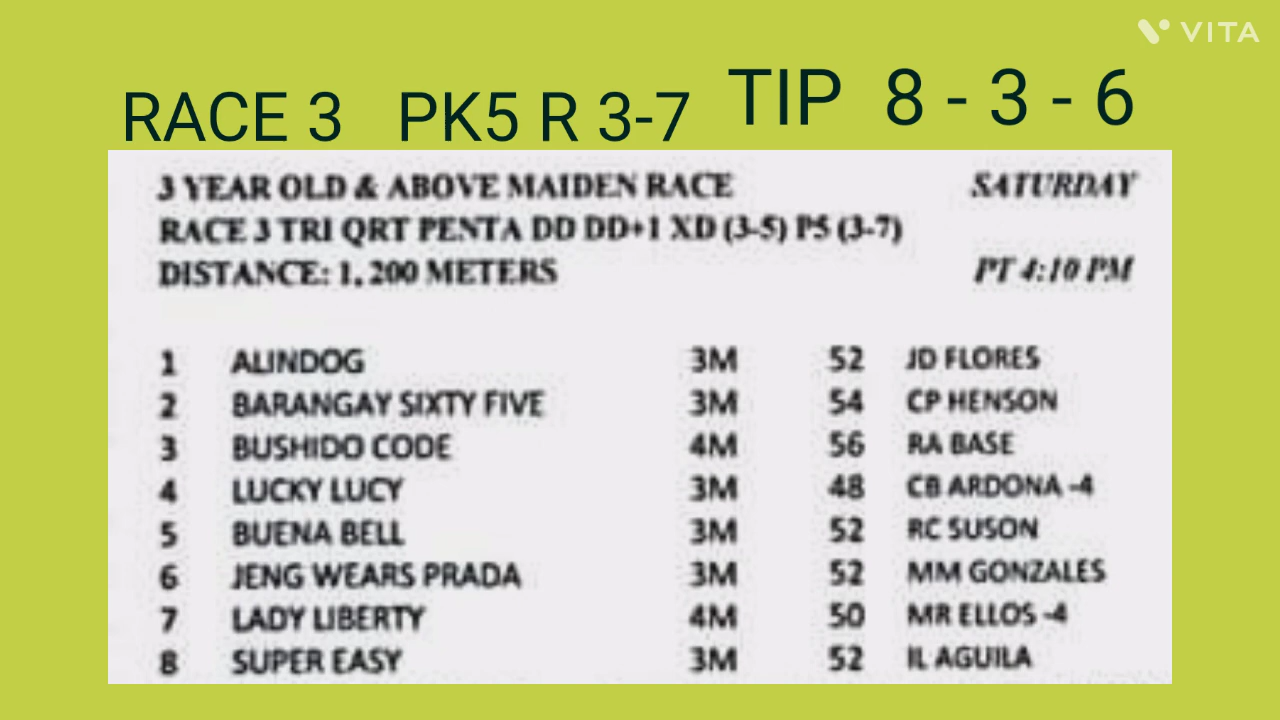 VITA
RACE 3 PK5 R 3-7 TIP 8 - 3 - 6
3 YEAR OLD & ABOVE MAIDEN RACE SATURDAY
RACE 3 TRI QRT PENTA DD DD+1 XD (3-5) P5 (3-7)
DISTANCE: 1, 200 METERS PT 4:10 PM
1 ALINDOG 3M 52 JD FLORES
2 BARANGAY SIXTY FIVE 3M 54 CP HENSON
3 BUSHIDO CODE 4M 56 RA BASE
4 LUCKY LUCY 3M 48 CB ARDONA -4
5 BUENA BELL 3M 52 RC SUSON
6 JENG WEARS PRADA 3M 52 MM GONZALES
7 LADY LIBERTY 4M 50 MR ELLOS -4
8 SUPER EASY 3M 52 IL AGUILA